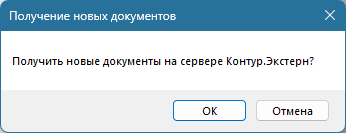 Получение новых документов
Получить новые документы на сервере Контур.Экстерн?
OK
Отмена